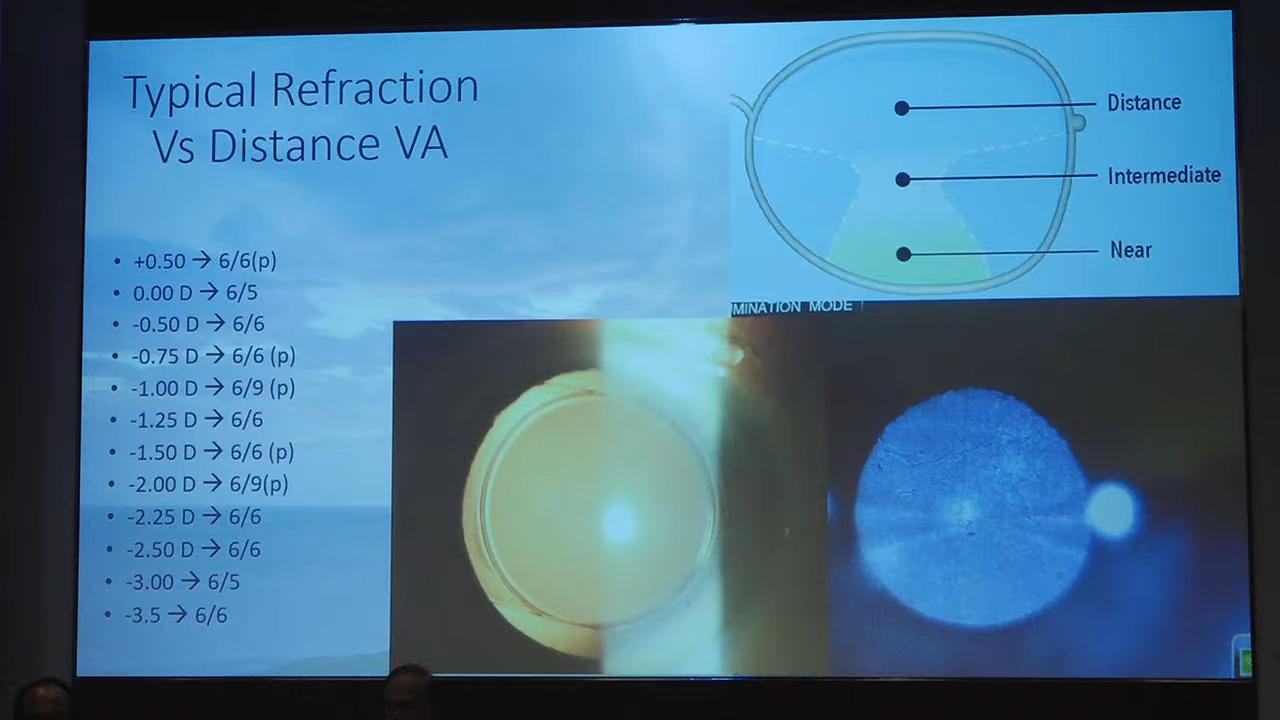 Typical Refraction
Vs Distance VA
• +0.50 → 6/6(p)
• 0.00 D → 6/5
• -0.50 D → 6/6
• -0.75 D → 6/6 (p)
• -1.00 D → 6/9 (p)
• -1.25 D → 6/6
• -1.50 D → 6/6 (p)
• -2.00 D → 6/9(p)
• -2.25 D → 6/6
• -2.50 D → 6/6
• -3.00 → 6/5
• -3.5 → 6/6
Distance
Intermediate
Near
MINATION MODE